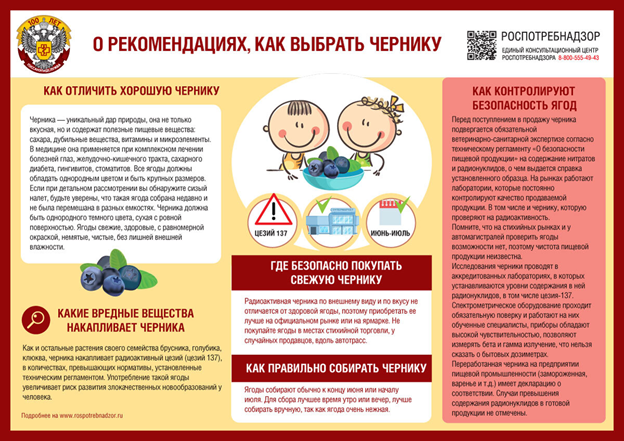 100 ЛЕТ
О РЕКОМЕНДАЦИЯХ, КАК ВЫБРАТЬ ЧЕРНИКУ
РОСПОТРЕБНАДЗОР
ЕДИНЫЙ КОНСУЛЬТАЦИОННЫЙ ЦЕНТР
РОСПОТРЕБНАДЗОРА 8-800-555-49-43
КАК ОТЛИЧИТЬ ХОРОШУЮ ЧЕРНИКУ
Черника — уникальный дар природы, она не только
вкусная, но и содержат полезные пищевые вещества:
сахара, дубильные вещества, витамины и микроэлементы.
В медицине она применяется при комплексном лечении
болезней глаз, желудочно-кишечного тракта, сахарного
диабета, гингивитов, стоматитов. Все ягоды должны
обладать однородным цветом и быть крупных размеров.
Если при детальном рассмотрении вы обнаружите сизый
налет, будьте уверены, что такая ягода собрана недавно и
не была перемешана в разных емкостях. Черника должна
быть однородного темного цвета, сухая с ровной
поверхностью. Ягоды свежие, здоровые, с равномерной
окраской, немятые, чистые, без лишней внешней
влажности.
КАКИЕ ВРЕДНЫЕ ВЕЩЕСТВА
НАКАПЛИВАЕТ ЧЕРНИКА
Как и остальные растения своего семейства брусника, голубика,
клюква, черника накапливает радиоактивный цезий (цезий 137),
в количествах, превышающих нормативы, установленные
техническим регламентом. Употребление такой ягоды
увеличивает риск развития злокачественных новообразований у
человека.
Подробнее на www.rospotrebnadzor.ru
ЦЕЗИЙ 137
ИЮНЬ-ИЮЛЬ
ГДЕ БЕЗОПАСНО ПОКУПАТЬ
СВЕЖУЮ ЧЕРНИКУ
Радиоактивная черника по внешнему виду и по вкусу не
отличается от здоровой ягоды, поэтому приобретать ее
лучше на официальном рынке или на ярмарке. Не
покупайте ягоды в местах стихийной торговли, у
случайных продавцов, вдоль автотрасс.
КАК ПРАВИЛЬНО СОБИРАТЬ ЧЕРНИКУ
Ягоды собирают обычно к концу июня или началу
июля. Для сбора лучшее время утро или вечер, лучше
собирать вручную, так как ягода очень нежная.
КАК КОНТРОЛИРУЮТ
БЕЗОПАСНОСТЬ ЯГОД
Перед поступлением в продажу черника
подвергается обязательной
ветеринарно-санитарной экспертизе согласно
техническому регламенту «О безопасности
пищевой продукции» на содержание нитратов
и радионуклидов, о чем выдается справка
установленного образца. На рынках работают
лаборатории, которые постоянно
контролируют качество продаваемой
продукции. В том числе и чернику, которую
проверяют на радиоактивность.
Помните, что на стихийных рынках и у
автомагистралей проверить ягоды
возможности нет, поэтому чистота пищевой
продукции неизвестна.
Исследования черники проводят в
аккредитованных лабораториях, в которых
устанавливаются уровни содержания в ней
радионуклидов, в том числе цезия-137.
Спектрометрическое оборудование проходит
обязательную поверку и работают на них
обученные специалисты, приборы обладают
высокой чувствительностью, позволяют
измерять бета и гамма излучение, что нельзя
сказать о бытовых дозиметрах.
Переработанная черника на предприятии
пищевой промышленности (замороженная,
варенье и т.д.) имеет декларацию о
соответствии. Случаи превышения
содержания радионуклидов в готовой
продукции не отмечены.